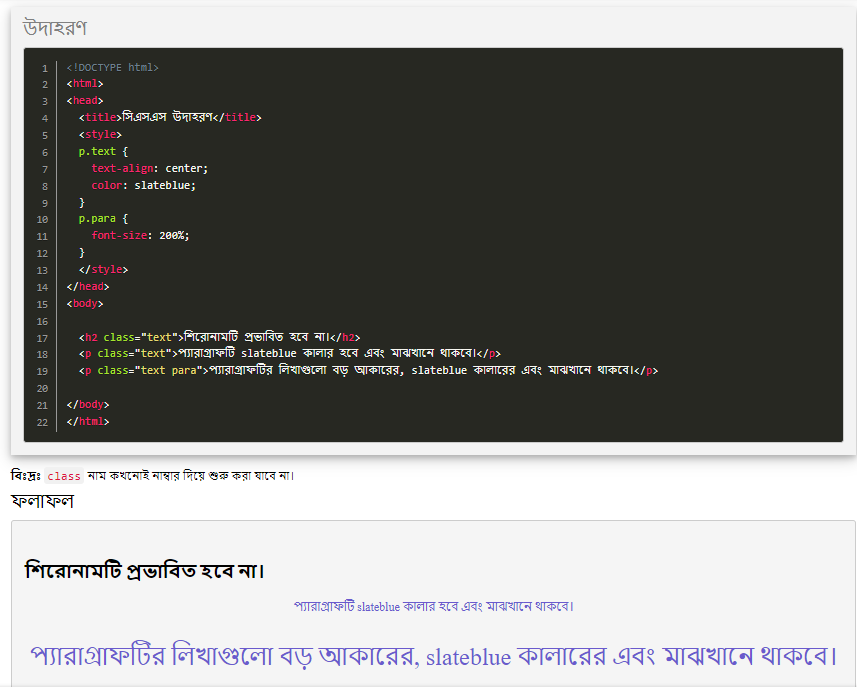 উদাহরণ
1 <!DOCTYPE html>
2 <html>
3 <head>
4 <title>সিএসএস উদাহরণ</title>
5 <style>
6 p.text {
7 text-align: center;
8 color: slateblue;
9 }
10 p.para {
11 font-size: 200%;
12 }
13 </style>
14 </head>
15 <body>
16
17 <h2 class="text">শিরোনামটি প্রভাবিত হবে না।</h2>
18 <p class="text">প্যারাগ্রাফটি slateblue কালার হবে এবং মাঝখানে থাকবে।</p>
19 <p class="text para">প্যারাগ্রাফটির লিখাগুলো বড় আকারের, slateblue কালারের এবং মাঝখানে থাকবে।</p>
20
21 </body>
22 </html>
বিঃদ্রঃ class নাম কখনোই নাম্বার দিয়ে শুরু করা যাবে না।
ফলাফল
শিরোনামটি প্রভাবিত হবে না।
প্যারাগ্রাফটি slateblue কালার হবে এবং মাঝখানে থাকবে।
প্যারাগ্রাফটির লিখাগুলো বড় আকারের, slateblue কালারের এবং মাঝখানে থাকবে।